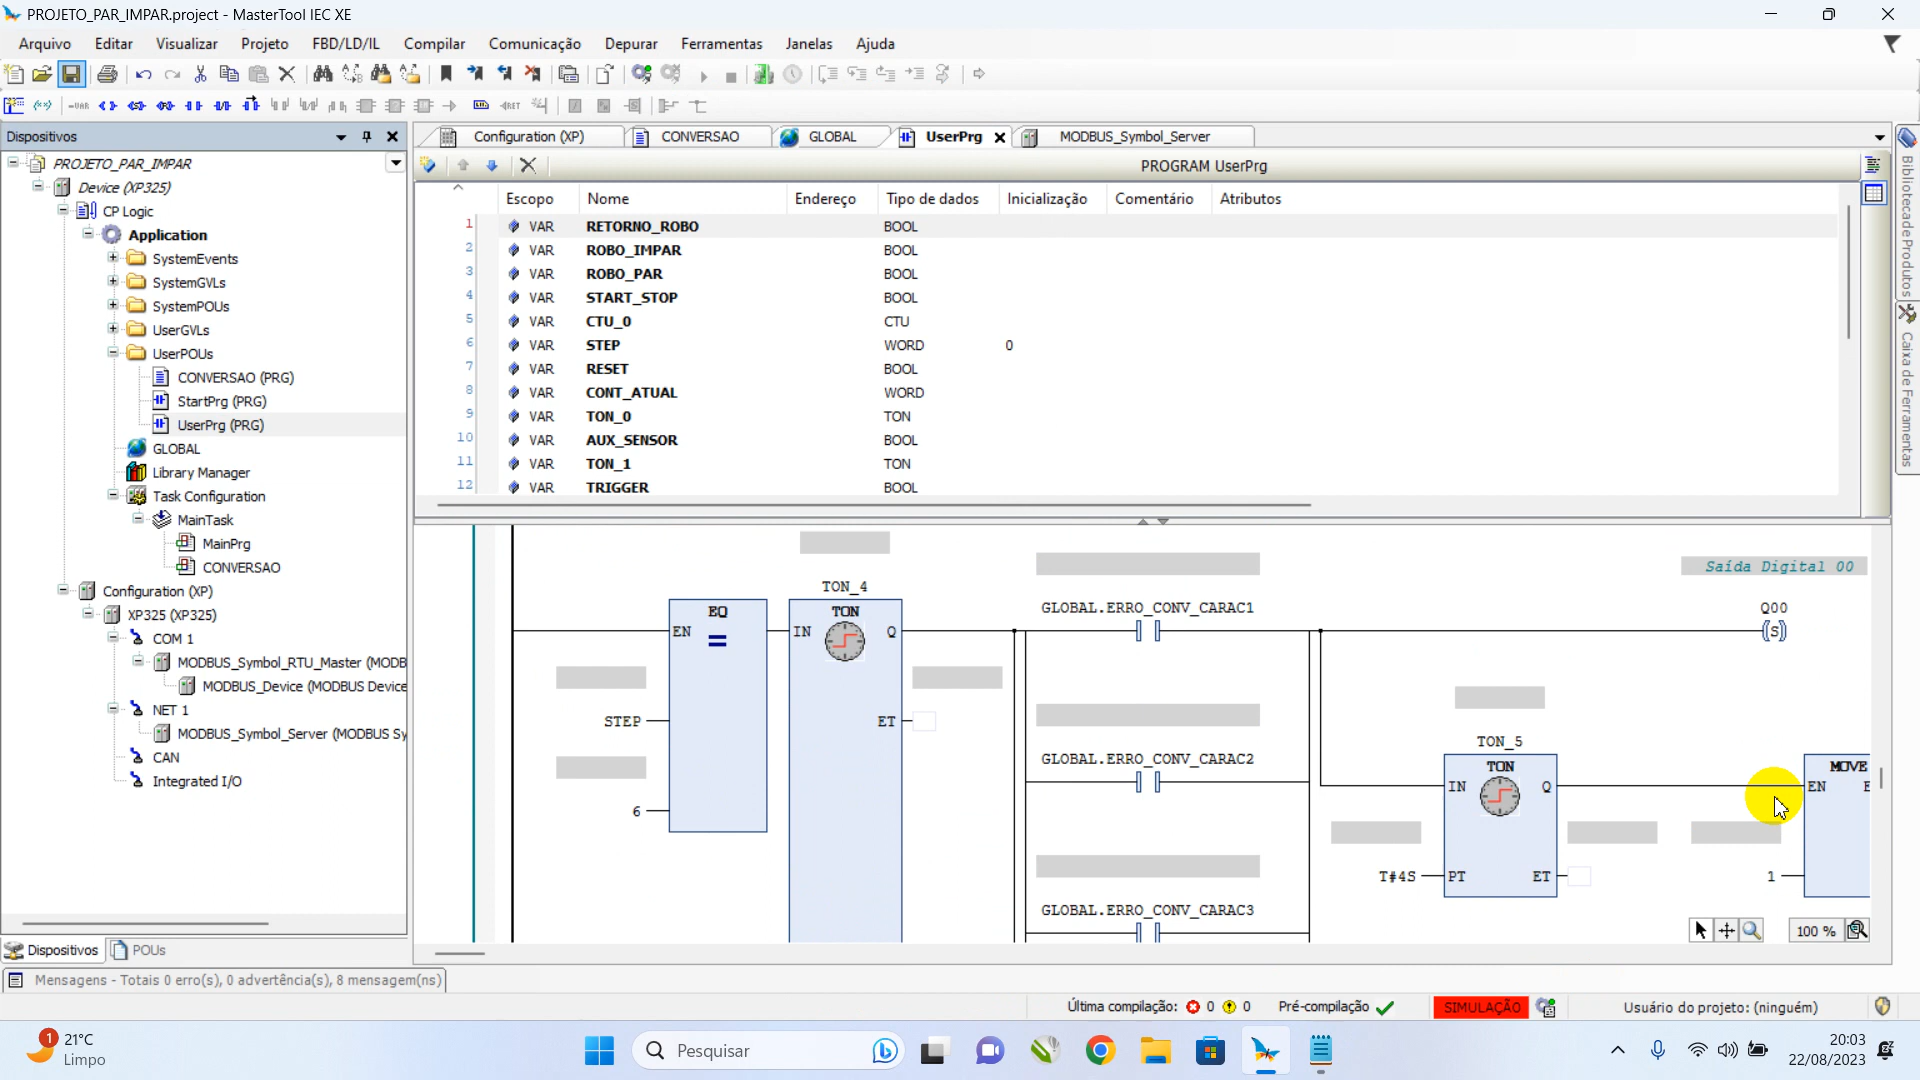 PROJETO_PAR_IMPAR.project - MasterTool IEC XE
Arquivo Editar Visualizar Projeto FBD/LD/IL Compilar Comunicação Depurar Ferramentas Janelas Ajuda
Dispositivos
PROJETO_PAR_IMPAR
Device (XP325)
CP Logic
Application
SystemEvents
SystemGVLs
SystemPOUs
UserGVLs
UserPOUs
CONVERSAO (PRG)
StartPrg (PRG)
UserPrg (PRG)
GLOBAL
Library Manager
Task Configuration
MainTask
MainPrg
CONVERSAO
Configuration (XP)
XP325 (XP325)
COM 1
MODBUS_Symbol_RTU_Master (MODB
MODBUS_Device (MODBUS Device
NET 1
MODBUS_Symbol_Server (MODBUS Sy
CAN
Integrated I/O
Dispositivos POUs
Configuration (XP) CONVERSAO GLOBAL UserPrg MODBUS_Symbol_Server
PROGRAM UserPrg
Escopo Nome Endereço Tipo de dados Inicialização Comentário Atributos
1 VAR RETORNO_ROBO BOOL
2 VAR ROBO_IMPAR BOOL
3 VAR ROBO_PAR BOOL
4 VAR START_STOP BOOL
5 VAR CTU_0 CTU
6 VAR STEP WORD 0
7 VAR RESET BOOL
8 VAR CONT_ATUAL WORD
9 VAR TON_0 TON
10 VAR AUX_SENSOR BOOL
11 VAR TON_1 TON
12 VAR TRIGGER BOOL
Saída Digital 00
TON_4
GLOBAL.ERRO_CONV_CARAC1 Q00
EQ TON
EN IN Q (S)
STEP ET
6
GLOBAL.ERRO_CONV_CARAC2
TON_5
TON MOVE
IN Q EN E
T#4S PT ET 1
GLOBAL.ERRO_CONV_CARAC3
100 %
Biblioteca de Produtos
Caixa de Ferramentas
Mensagens - Totais 0 erro(s), 0 advertência(s), 8 mensagem(ns)
Última compilação: 0 0 Pré-compilação SIMULAÇÃO Usuário do projeto: (ninguém)
1
21°C
Limpo
Pesquisar
20:03
22/08/2023